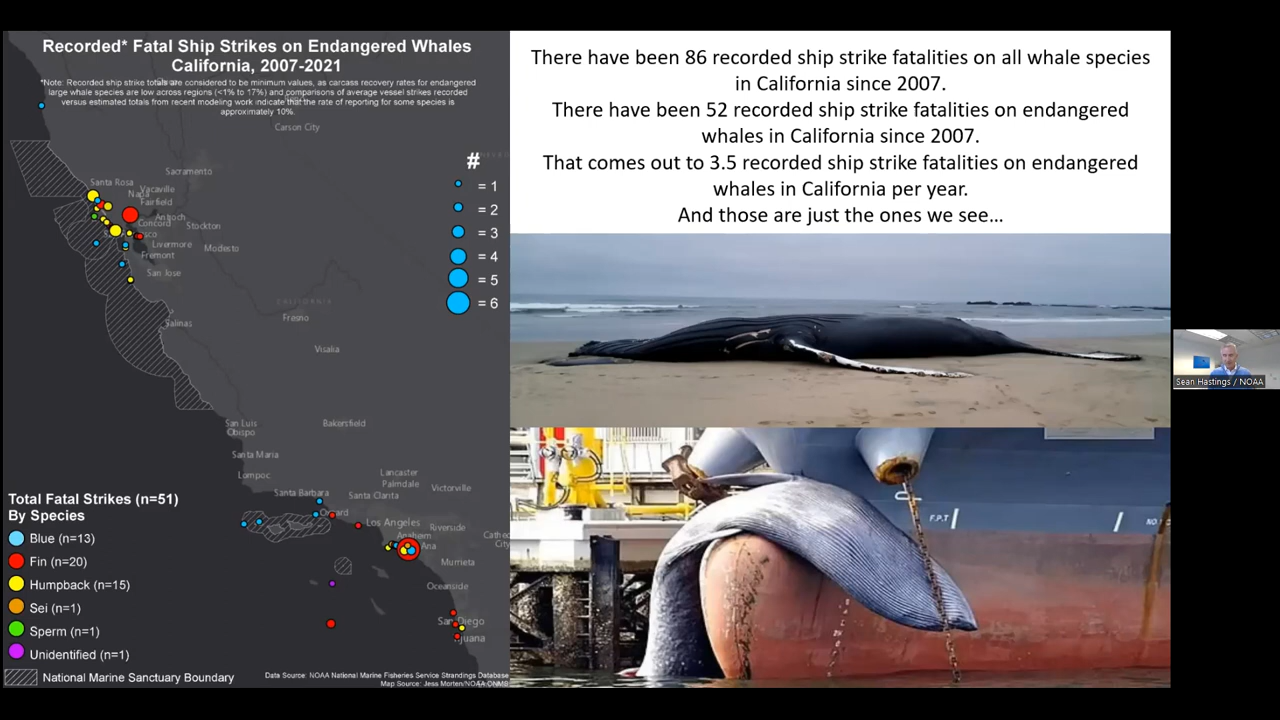 Recorded* Fatal Ship Strikes on Endangered Whales
California, 2007-2021
*Note: Recorded ship strike totals are considered to be minimum values, as carcass recovery rates for endangered
large whale species are low across regions (<1% to 17%) and comparisons of average vessel strikes recorded
versus estimated totals from recent modeling work indicate that the rate of reporting for some species is
approximately 10%.
Carson City
#
= 1
= 2
= 3
= 4
= 5
= 6
Sacramento
Santa Rosa
Vacaville
Fairfield
Antioch
Concord
Stockton
Livermore
Modesto
Fremont
San Jose
CALIFORNIA
Salinas
Fresno
Visalia
San Luis
Obispo
Bakersfield
Santa Maria
Lompoc
Lancaster
Palmdale
Victorville
Santa Barbara
Santa Clarita
Los Angeles
Riverside
Anaheim
Ana
Murrieta
Oceanside
San Diego
Total Fatal Strikes (n=51)
By Species
Blue (n=13)
Fin (n=20)
Humpback (n=15)
Sei (n=1)
Sperm (n=1)
Unidentified (n=1)
National Marine Sanctuary Boundary
Data Source: NOAA National Marine Fisheries Service Strandings Database
Map Source: Jess Morten/NOAA ONMS
There have been 86 recorded ship strike fatalities on all whale species
in California since 2007.
There have been 52 recorded ship strike fatalities on endangered
whales in California since 2007.
That comes out to 3.5 recorded ship strike fatalities on endangered
whales in California per year.
And those are just the ones we see…
F.P.T
Sean Hastings / NOAA